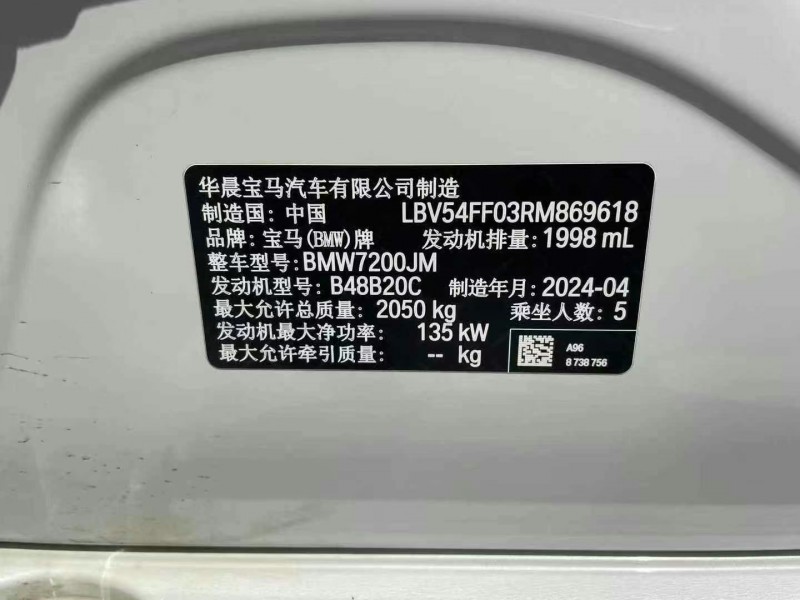 华晨宝马汽车有限公司制造
制造国：中国 LBV54FF03RM869618
品牌：宝马(BMW)牌 发动机排量：1998 mL
整车型号：BMW7200JM
发动机型号：B48B20C 制造年月：2024-04
最大允许总质量：2050 kg 乘坐人数：5
发动机最大净功率：135 kW
最大允许牵引质量：-- kg
A96
8 738 756